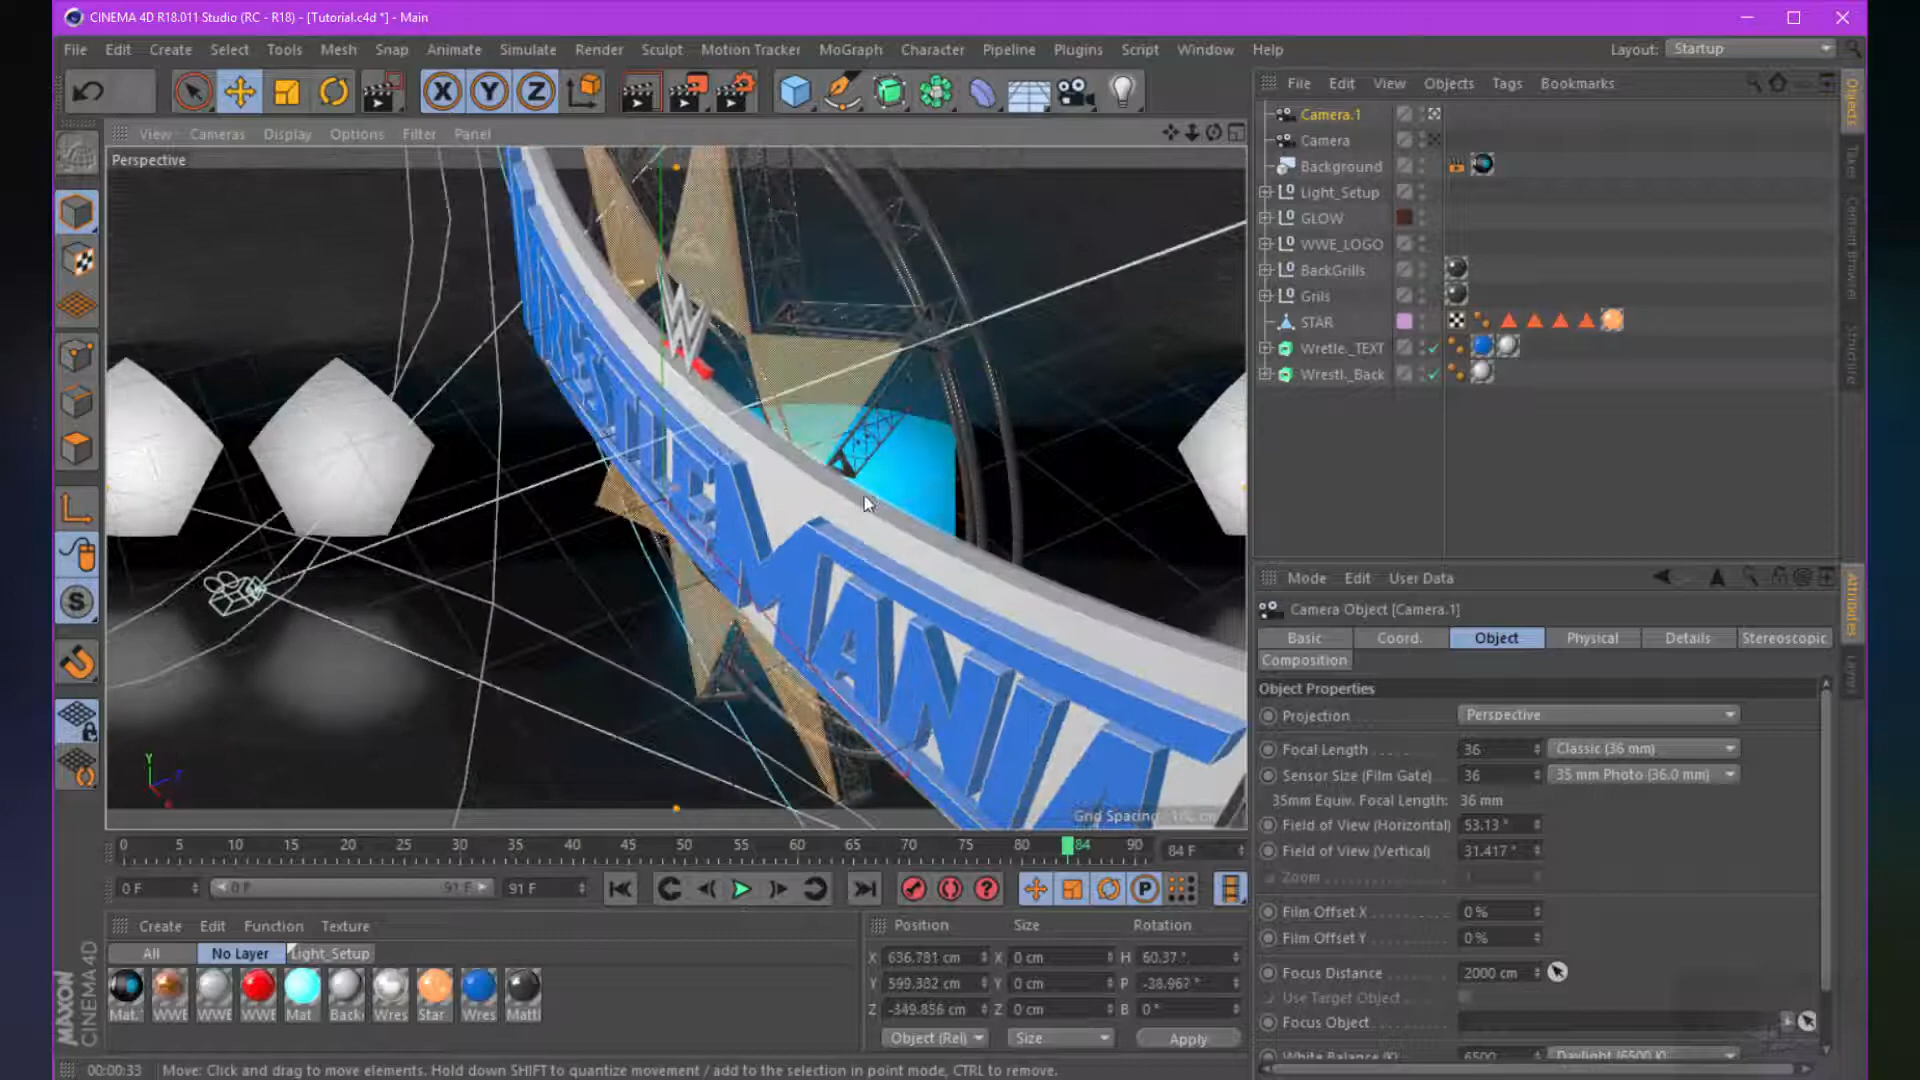 CINEMA 4D R18.011 Studio (RC - R18) - [Tutorial.c4d *] - Main
File Edit Create Select Tools Mesh Snap Animate Simulate Render Sculpt Motion Tracker MoGraph Character Pipeline Plugins Script Window Help
Layout: Startup
X Y Z
File Edit View Objects Tags Bookmarks
Objects
Takes
Content Browser
Structure
View Cameras Display Options Filter Panel
Perspective
Camera.1
Camera
Background
Light_Setup
GLOW
WWE_LOGO
BackGrills
Grils
STAR
Wretle._TEXT
Wrestl._Back
W
WRESTLEMANIA
Y
Grid Spacing
Mode Edit User Data
Attributes
Layers
Camera Object [Camera.1]
Basic Coord. Object Physical Details Stereoscopic
Composition
Object Properties
Projection Perspective
Focal Length 36 Classic (36 mm)
Sensor Size (Film Gate) 36 35 mm Photo (36.0 mm)
35mm Equiv. Focal Length: 36 mm
Field of View (Horizontal) 53.13 °
Field of View (Vertical) 31.417 °
Zoom
Film Offset X 0 %
Film Offset Y 0 %
Focus Distance 2000 cm
Use Target Object
Focus Object
White Balance (K) 6500 Daylight (6500 K)
0 5 10 15 20 25 30 35 40 45 50 55 60 65 70 75 80 84 90 84 F
0 F 0 F 91 F 91 F
Create Edit Function Texture
All No Layer Light_Setup
Mat. WWE WWE WWE Mat Back Wres Star Wres Matt
Position Size Rotation
X 636.781 cm X 0 cm H 60.37 °
Y 599.382 cm Y 0 cm P -38.967 °
Z -349.856 cm Z 0 cm B 0 °
Object (Rel) Size Apply
MAXON
CINEMA 4D
00:00:33 Move: Click and drag to move elements. Hold down SHIFT to quantize movement / add to the selection in point mode, CTRL to remove.